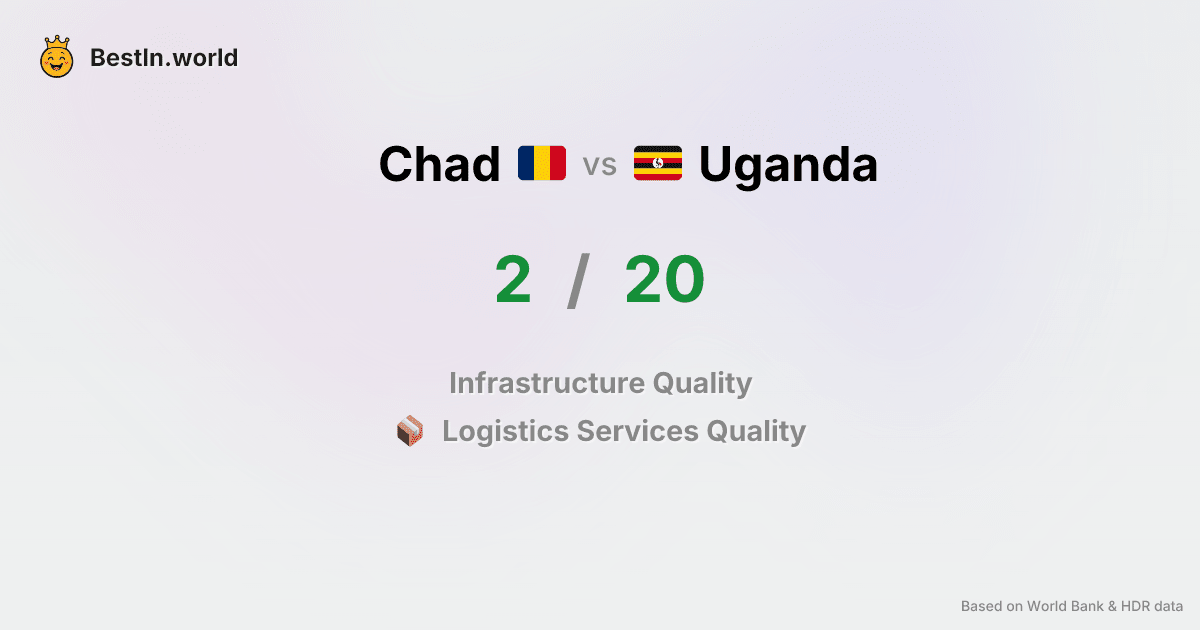 BestIn.world
Chad vs Uganda
2 / 20
Infrastructure Quality
Logistics Services Quality
Based on World Bank & HDR data